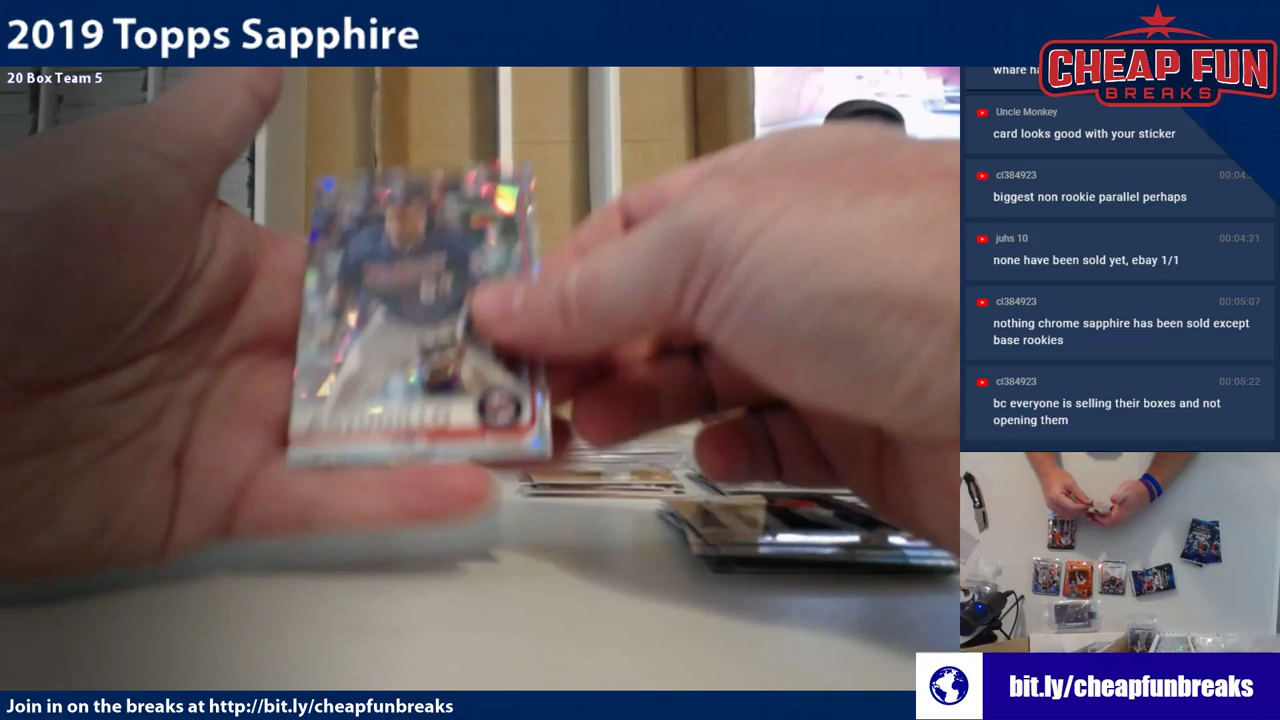 2019 Topps Sapphire
20 Box Team 5
CHEAP FUN
BREAKS
whare
Uncle Monkey
card looks good with your sticker
cl384923
biggest non rookie parallel perhaps
juhs 10 00:04:21
none have been sold yet, ebay 1/1
cl384923 00:05:07
nothing chrome sapphire has been sold except
base rookies
cl384923 00:05:22
bc everyone is selling their boxes and not
opening them
bit.ly/cheapfunbreaks
Join in on the breaks at http://bit.ly/cheapfunbreaks